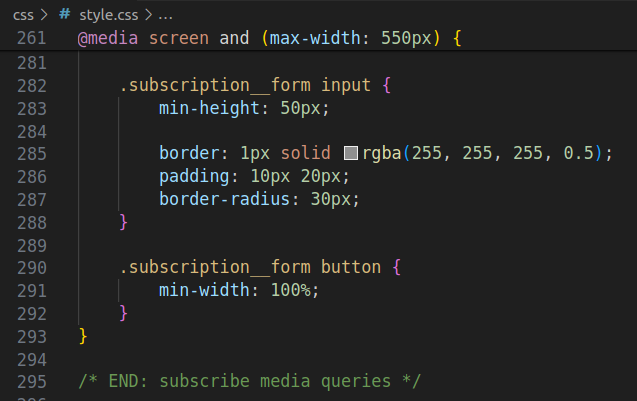 css > # style.css > ...
261 @media screen and (max-width: 550px) {
281
282 .subscription__form input {
283 min-height: 50px;
284
285 border: 1px solid rgba(255, 255, 255, 0.5);
286 padding: 10px 20px;
287 border-radius: 30px;
288 }
289
290 .subscription__form button {
291 min-width: 100%;
292 }
293 }
294
295 /* END: subscribe media queries */